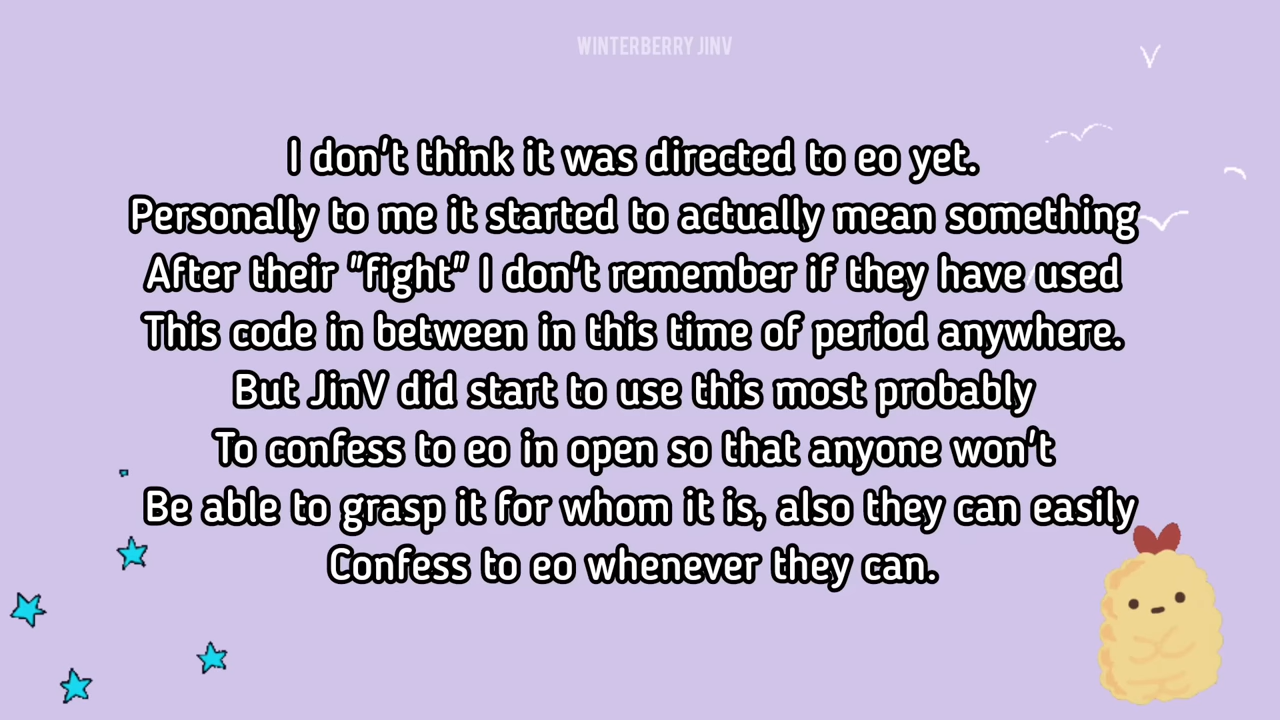 WINTERBERRY JINV
I don't think it was directed to eo yet.
Personally to me it started to actually mean something
After their "fight" I don't remember if they have used
This code in between in this time of period anywhere.
But JinV did start to use this most probably
To confess to eo in open so that anyone won't
Be able to grasp it for whom it is, also they can easily
Confess to eo whenever they can.